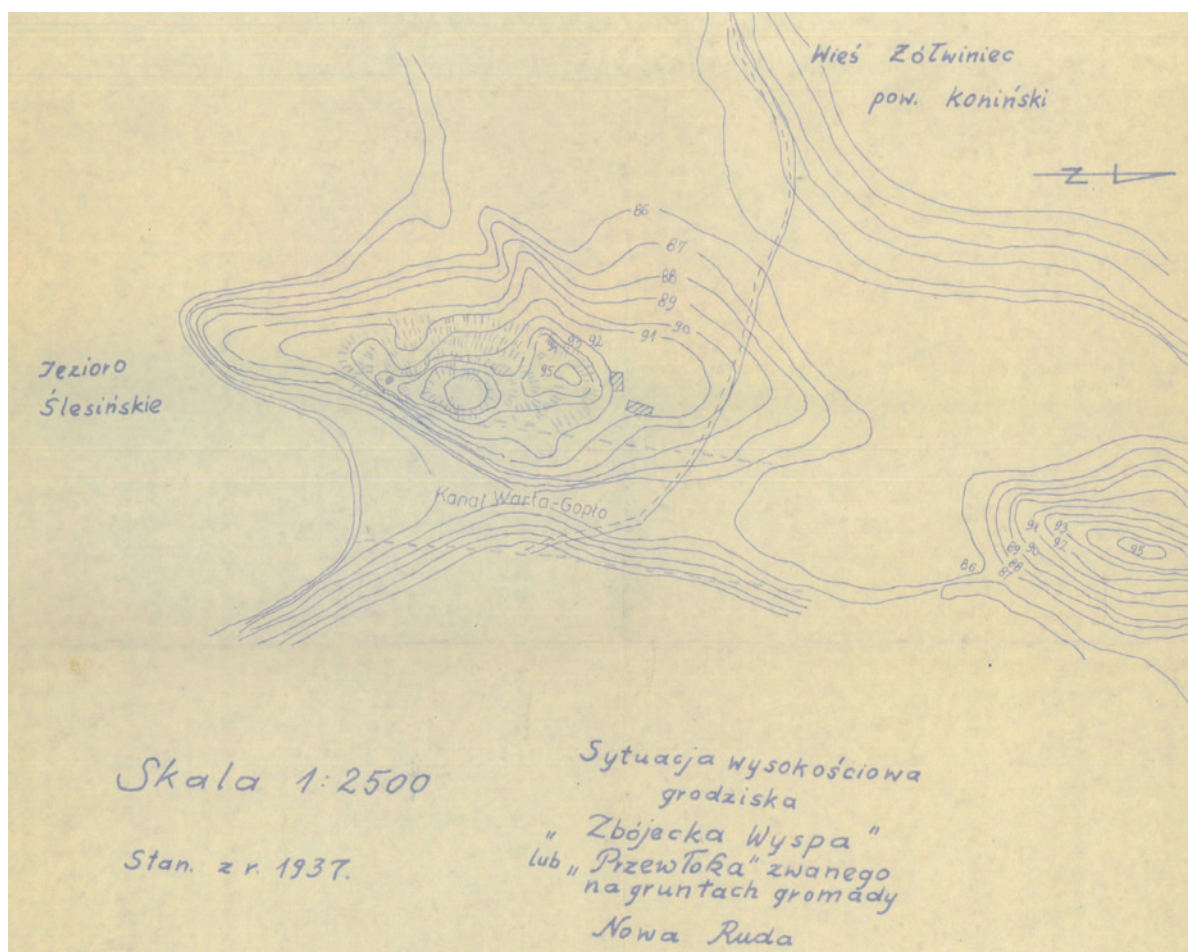 Wieś Żółwiniec
pow. koniński
Jezioro
Ślesińskie
86
87
88
89
90
91
92
93
94
95
Kanał Warta-Gopło
91
93
92
95
89
90
86
88
Skala 1:2500
Stan. z r. 1937.
Sytuacja wysokościowa
grodziska
„ Zbójecka Wyspa "
lub „Przewłoka" zwanego
na gruntach gromady
Nowa Ruda